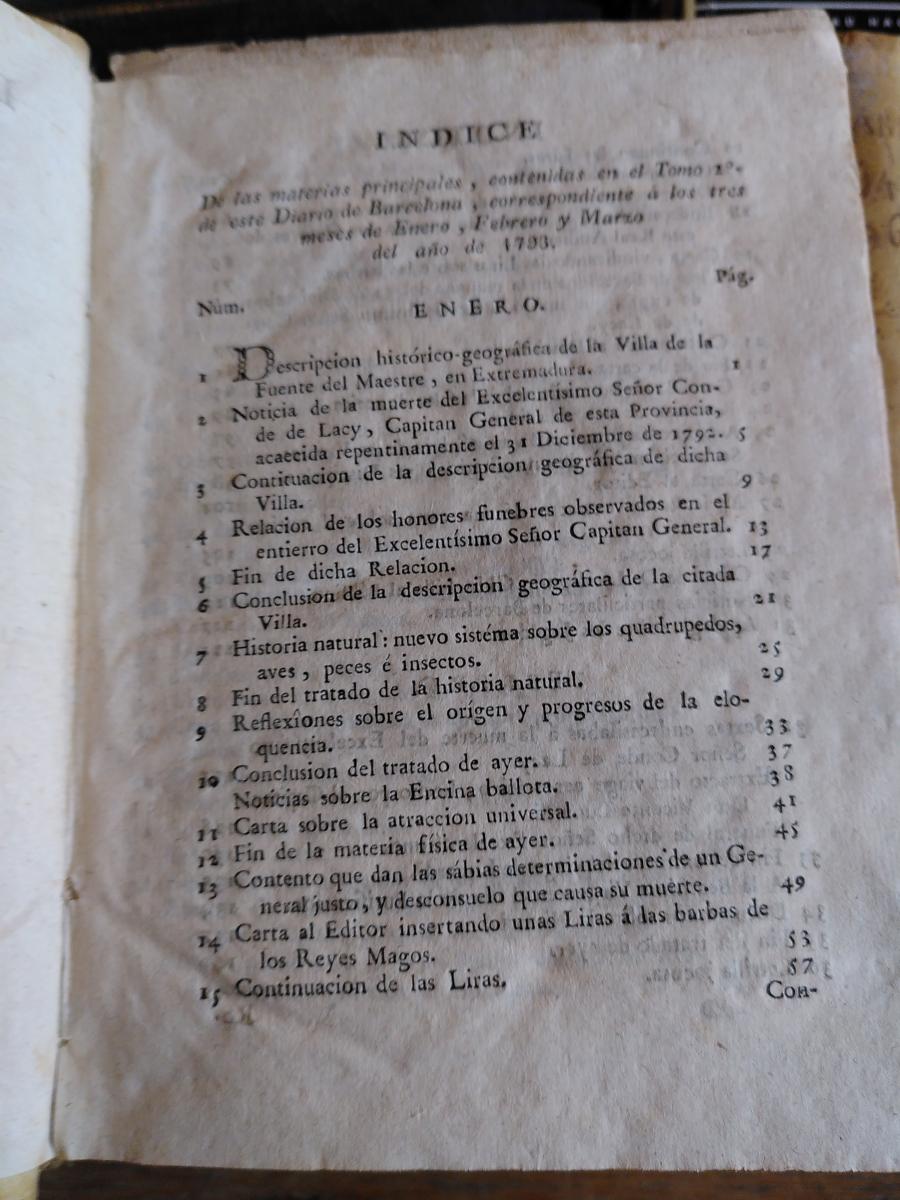 INDICE
De las materias principales, contenidas en el Tomo 2º.
de este Diario de Barcelona, correspondiente á los tres
meses de Enero, Febrero y Marzo
del año de 1793.
Pág.
Núm. ENERO.
1 Descripcion histórico-geográfica de la Villa de la
Fuente del Maestre, en Extremadura. 1
2 Noticia de la muerte del Excelentísimo Señor Con-
de de Lacy, Capitan General de esta Provincia,
acaecida repentinamente el 31 Diciembre de 1792. 5
3 Contituacion de la descripcion geográfica de dicha
Villa. 9
4 Relacion de los honores funebres observados en el
entierro del Excelentísimo Señor Capitan General. 13
5 Fin de dicha Relacion. 17
6 Conclusion de la descripcion geográfica de la citada
Villa. 21
7 Historia natural: nuevo sistéma sobre los quadrupedos,
aves, peces é insectos. 25
8 Fin del tratado de la historia natural. 29
9 Reflexîones sobre el orígen y progresos de la elo-
quencia. 33
10 Conclusion del tratado de ayer. 37
Noticias sobre la Encina ballota. 38
11 Carta sobre la atraccion universal. 41
12 Fin de la materia física de ayer. 45
13 Contento que dan las sábias determinaciones de un Ge-
neral justo, y desconsuelo que causa su muerte. 49
14 Carta al Editor insertando unas Liras á las barbas de
los Reyes Magos. 53
15 Continuacion de las Liras. 57
Con-